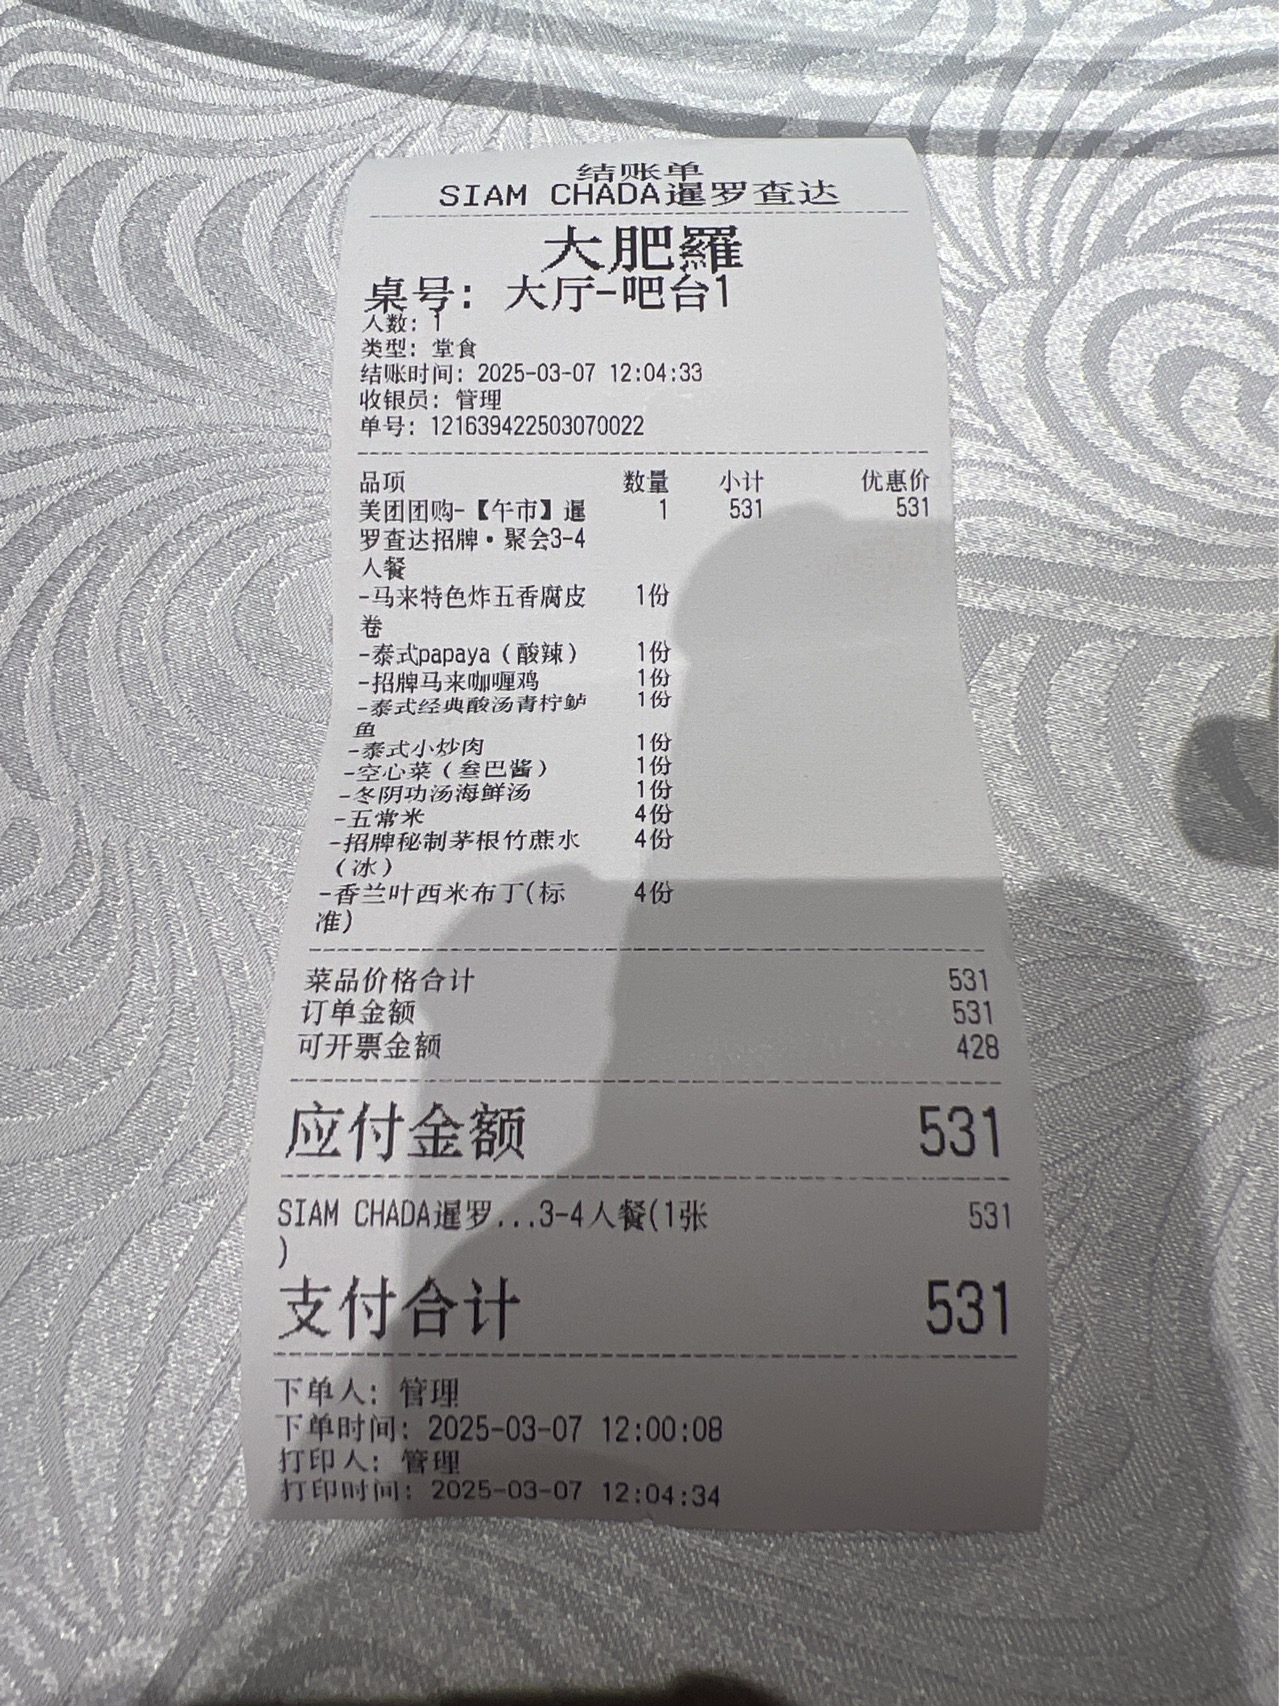 结账单
SIAM CHADA暹罗查达
大肥羅
桌号: 大厅-吧台1
人数: 1
类型: 堂食
结账时间: 2025-03-07 12:04:33
收银员: 管理
单号: 121639422503070022
品项 数量 小计 优惠价
美团团购-【午市】暹 1 531 531
罗查达招牌·聚会3-4
人餐
-马来特色炸五香腐皮 1份
卷
-泰式papaya（酸辣） 1份
-招牌马来咖喱鸡 1份
-泰式经典酸汤青柠鲈 1份
鱼
-泰式小炒肉 1份
-空心菜（叁巴酱） 1份
-冬阴功汤海鲜汤 1份
-五常米 4份
-招牌秘制茅根竹蔗水 4份
（冰）
-香兰叶西米布丁(标 4份
准)
菜品价格合计 531
订单金额 531
可开票金额 428
应付金额 531
SIAM CHADA暹罗...3-4人餐(1张 531
)
支付合计 531
下单人: 管理
下单时间: 2025-03-07 12:00:08
打印人: 管理
打印时间: 2025-03-07 12:04:34